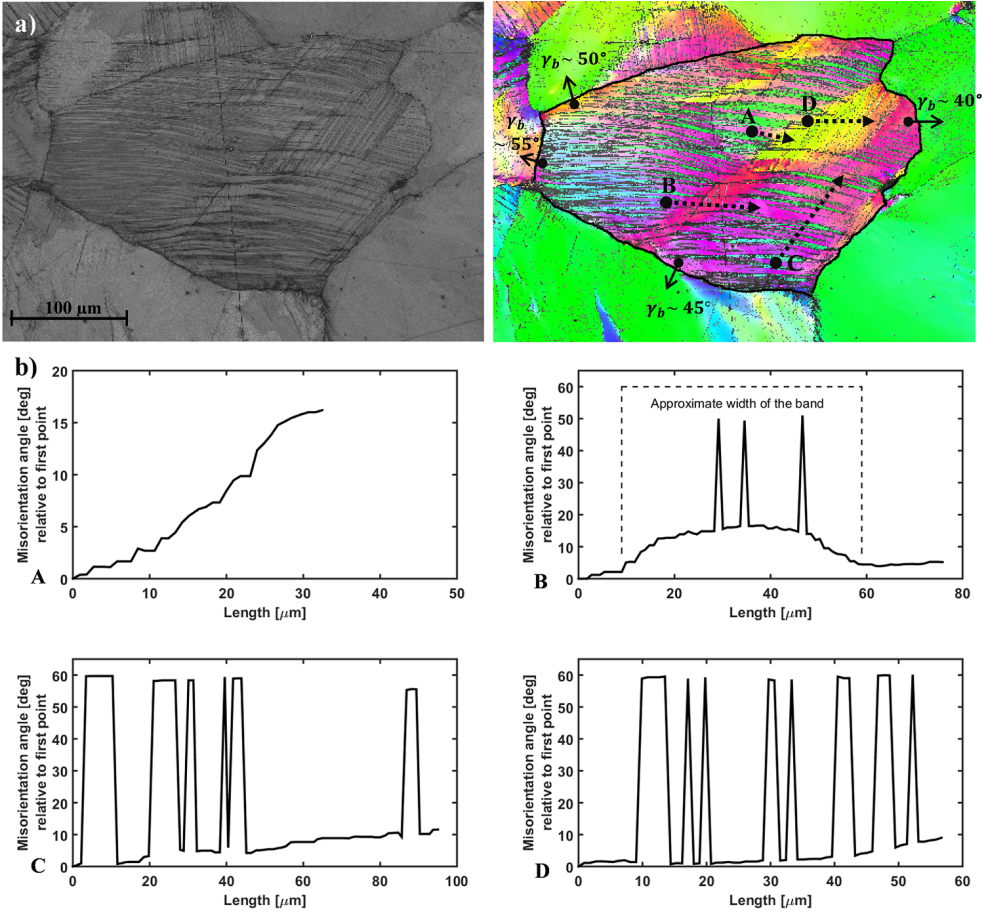 a)
γb~ 50°
D
γb~ 40°
A
γb
~ 55°
B
C
γb~ 45°
100 μm
b)
20
15
10
5
0
Misorientation angle [deg]
relative to first point
0 10 20 30 40 50
Length [μm]
A
60
50
40
30
20
10
0
Misorientation angle [deg]
relative to first point
Approximate width of the band
0 20 40 60 80
Length [μm]
B
60
50
40
30
20
10
0
Misorientation angle [deg]
relative to first point
0 20 40 60 80 100
Length [μm]
C
60
50
40
30
20
10
0
Misorientation angle [deg]
relative to first point
0 10 20 30 40 50 60
Length [μm]
D